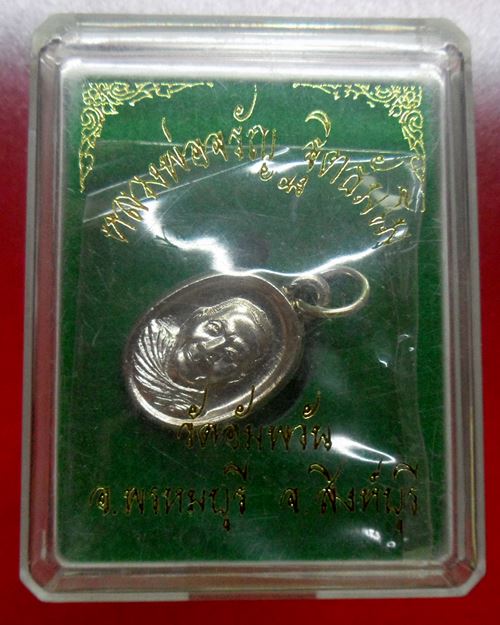 หลวงพ่อจรัญ ฐิตธมฺโม
วัดอัมพวัน
อ.พรหมบุรี จ.สิงห์บุรี